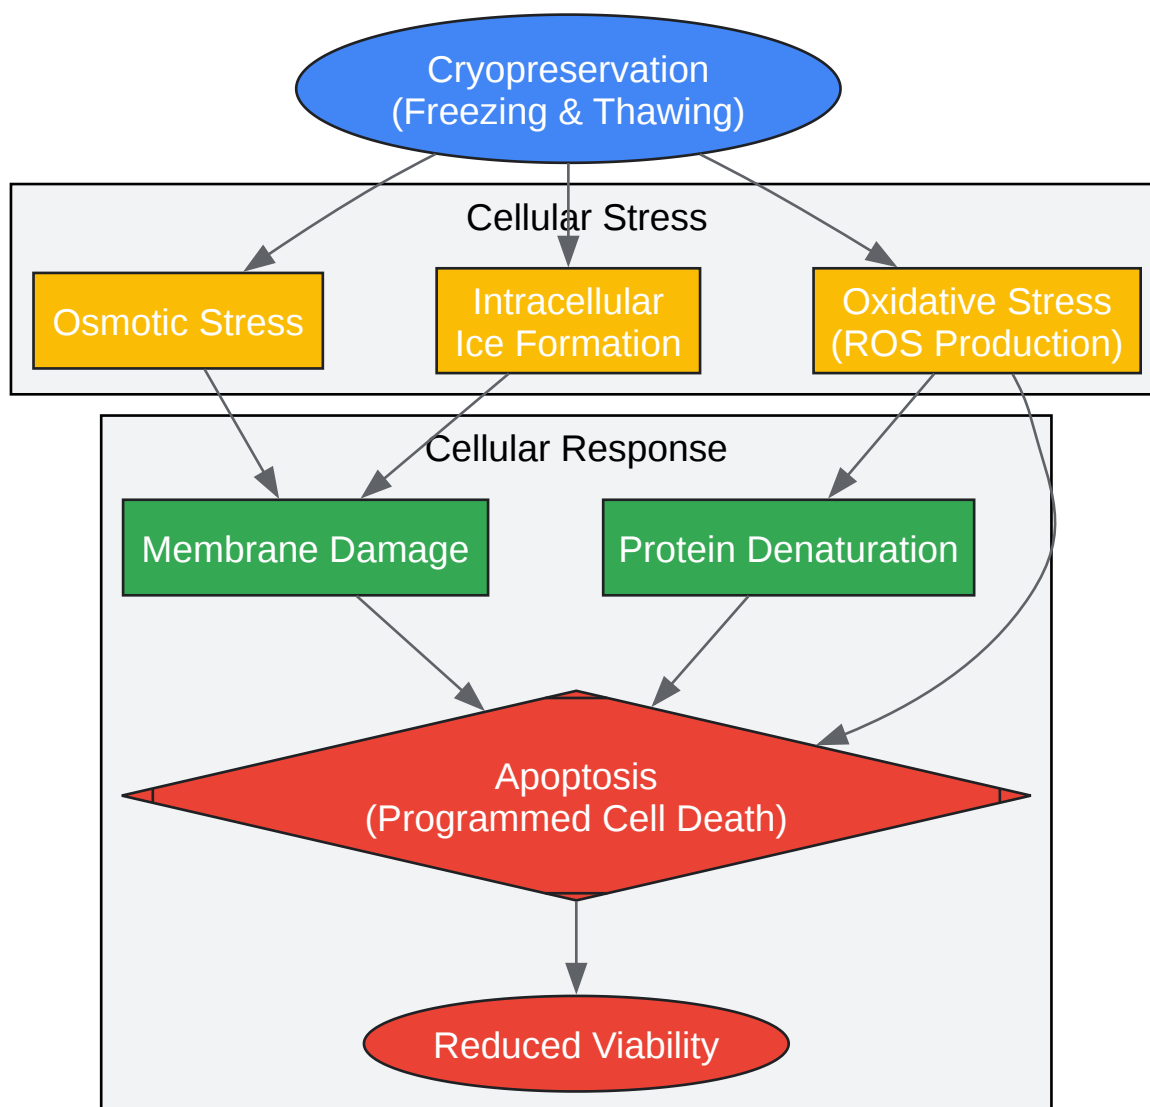 Cryopreservation
(Freezing & Thawing)
Cellular Stress
Osmotic Stress
Intracellular
Ice Formation
Oxidative Stress
(ROS Production)
Cellular Response
Membrane Damage
Protein Denaturation
Apoptosis
(Programmed Cell Death)
Reduced Viability